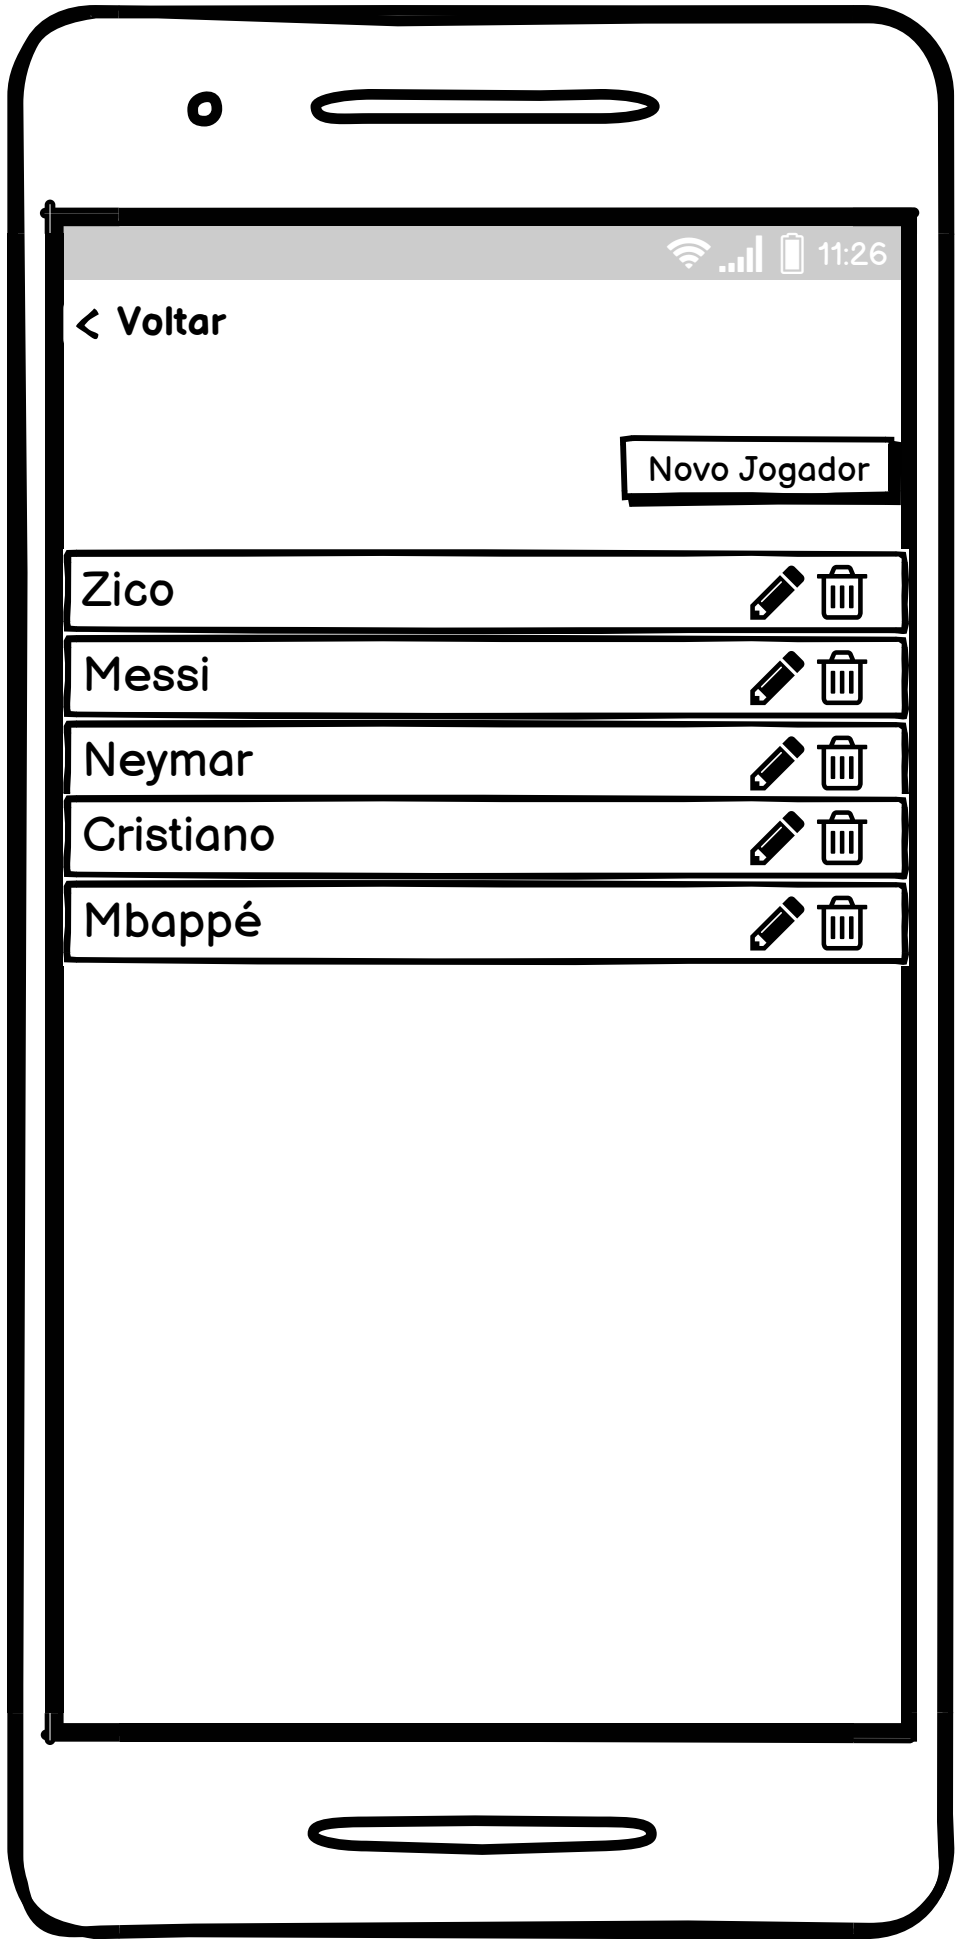 11:26
< Voltar
Novo Jogador
Zico
Messi
Neymar
Cristiano
Mbappé